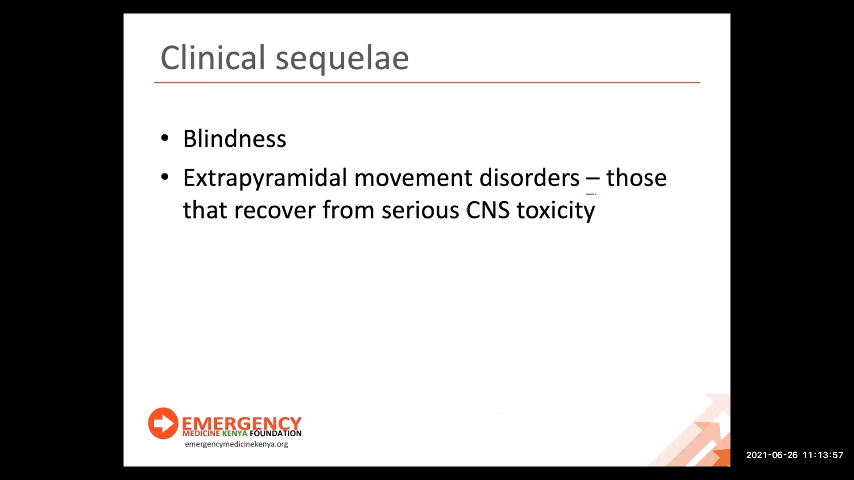 Clinical sequelae
• Blindness
• Extrapyramidal movement disorders – those
that recover from serious CNS toxicity
EMERGENCY
MEDICINE KENYA FOUNDATION
emergencymedicinekenya.org
2021-06-26 11:13:57